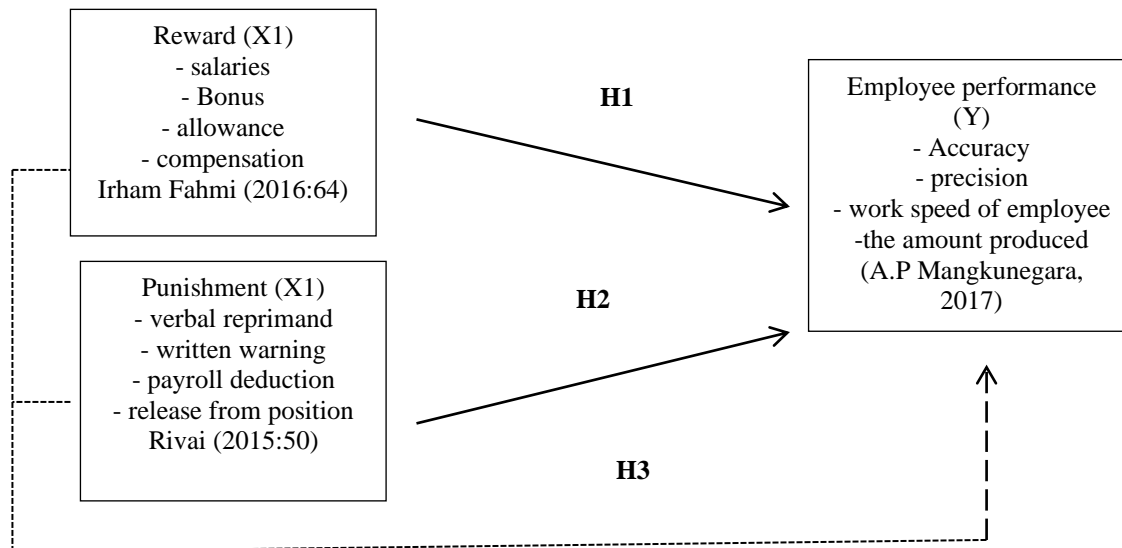 Reward (X1)
- salaries
- Bonus
- allowance
- compensation
Irham Fahmi (2016:64)
H1
Employee performance
(Y)
- Accuracy
- precision
- work speed of employee
-the amount produced
(A.P Mangkunegara,
2017)
Punishment (X1)
- verbal reprimand
- written warning
- payroll deduction
- release from position
Rivai (2015:50)
H2
H3